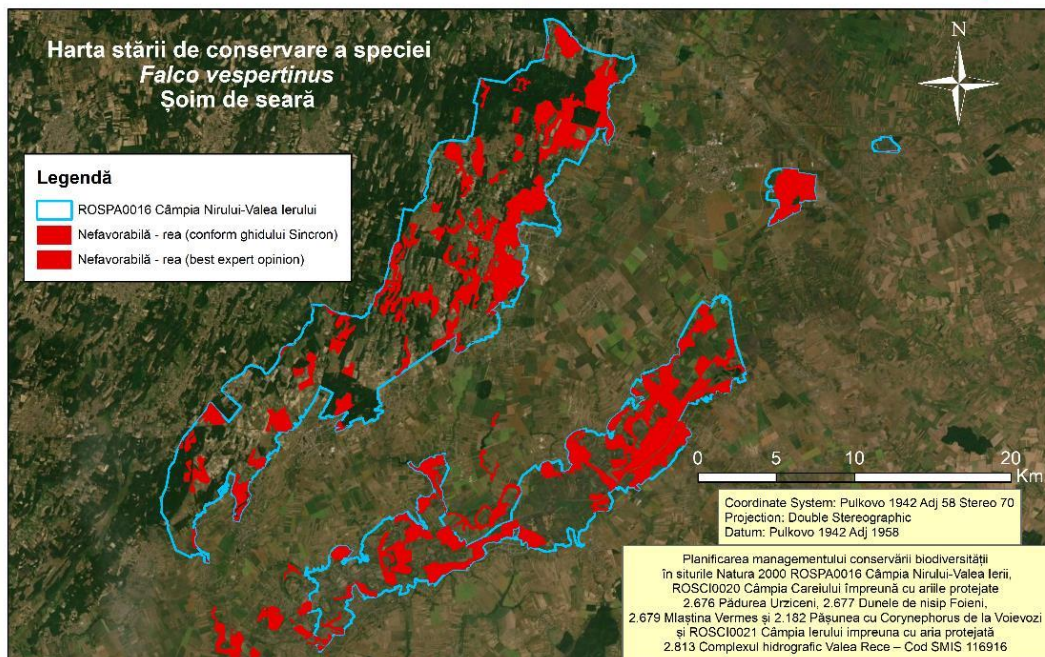 Harta stării de conservare a speciei
Falco vespertinus
Șoim de seară
N
Legendă
ROSPA0016 Câmpia Nirului-Valea Ierului
Nefavorabilă - rea (conform ghidului Sincron)
Nefavorabilă - rea (best expert opinion)
0 5 10 20
Km
Coordinate System: Pulkovo 1942 Adj 58 Stereo 70
Projection: Double Stereographic
Datum: Pulkovo 1942 Adj 1958
Planificarea managementului conservării biodiversității
în siturile Natura 2000 ROSPA0016 Câmpia Nirului-Valea Ierii,
ROSCI0020 Câmpia Careiului împreună cu ariile protejate
2.676 Pădurea Urziceni, 2.677 Dunele de nisip Foieni,
2.679 Mlaștina Vermes și 2.182 Pășunea cu Corynephorus de la Voievozi
și ROSCI0021 Câmpia Ierului impreuna cu aria protejată
2.813 Complexul hidrografic Valea Rece – Cod SMIS 116916